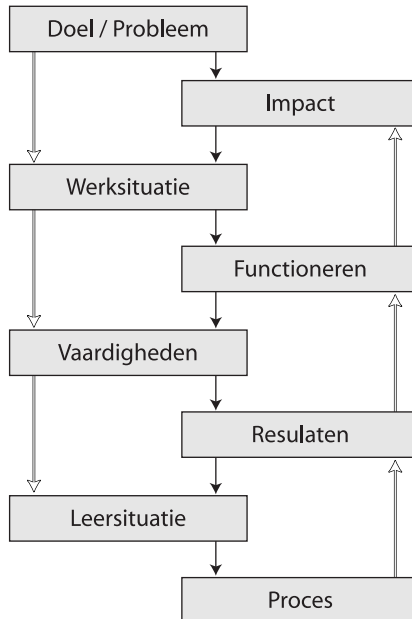 Doel / Probleem
Impact
Werksituatie
Functioneren
Vaardigheden
Resulaten
Leersituatie
Proces